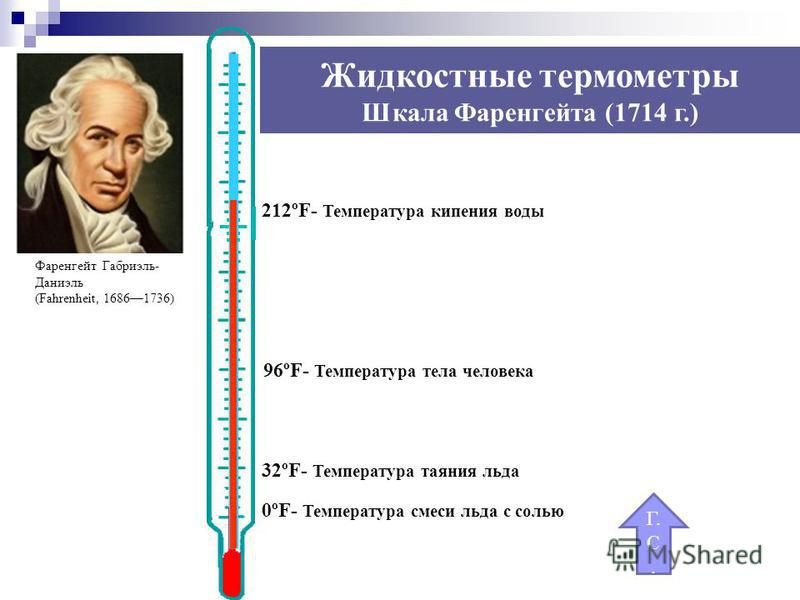 Жидкостные термометры
Шкала Фаренгейта (1714 г.)
Фаренгейт Габриэль-
Даниэль
(Fahrenheit, 1686—1736)
212ºF- Температура кипения воды
96ºF- Температура тела человека
32ºF- Температура таяния льда
0ºF- Температура смеси льда с солью
Г.
С
.
MyShared